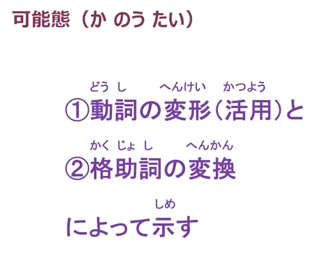 可能態（か のう たい）
どう し へんけい かつよう
①動詞の変形（活用）と
かく じょ し へんかん
②格助詞の変換
しめ
によって示す